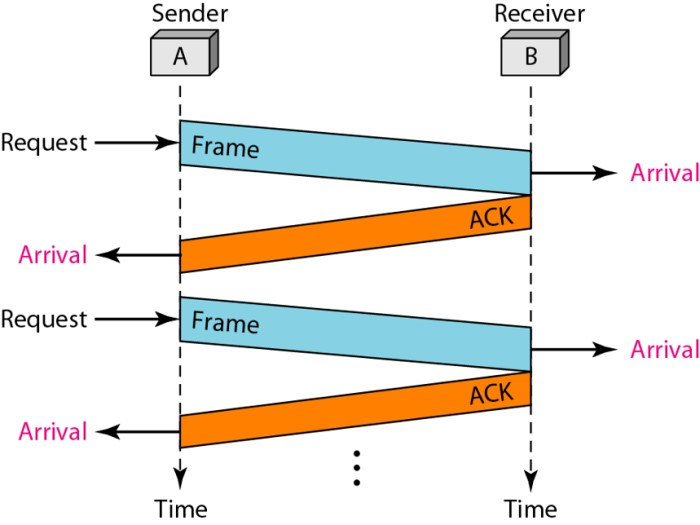 Sender Receiver
A B
Request Frame
Arrival
ACK
Arrival
Request Frame
Arrival
ACK
Arrival
Time Time